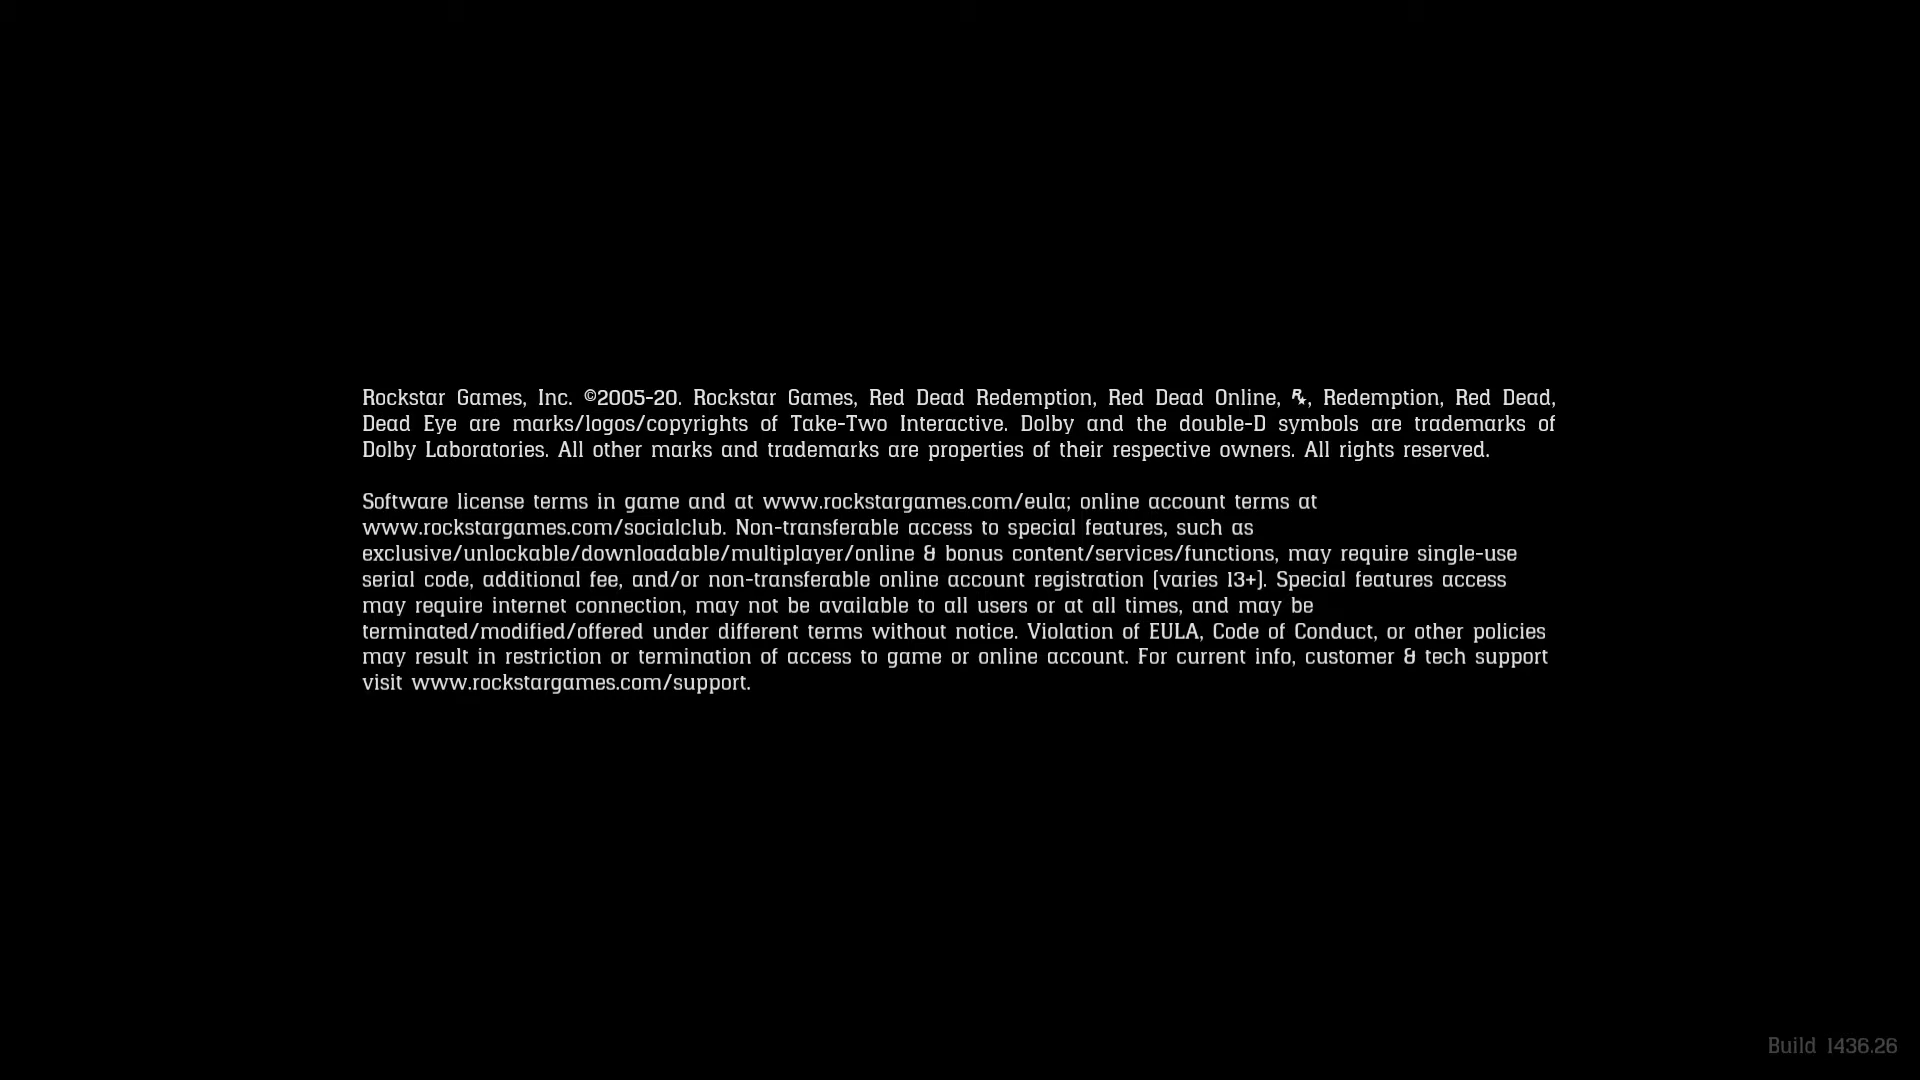 Rockstar Games, Inc. ©2005-20. Rockstar Games, Red Dead Redemption, Red Dead Online, R★, Redemption, Red Dead,
Dead Eye are marks/logos/copyrights of Take-Two Interactive. Dolby and the double-D symbols are trademarks of
Dolby Laboratories. All other marks and trademarks are properties of their respective owners. All rights reserved.
Software license terms in game and at www.rockstargames.com/eula; online account terms at
www.rockstargames.com/socialclub. Non-transferable access to special features, such as
exclusive/unlockable/downloadable/multiplayer/online & bonus content/services/functions, may require single-use
serial code, additional fee, and/or non-transferable online account registration (varies 13+). Special features access
may require internet connection, may not be available to all users or at all times, and may be
terminated/modified/offered under different terms without notice. Violation of EULA, Code of Conduct, or other policies
may result in restriction or termination of access to game or online account. For current info, customer & tech support
visit www.rockstargames.com/support.
Build 1436.26